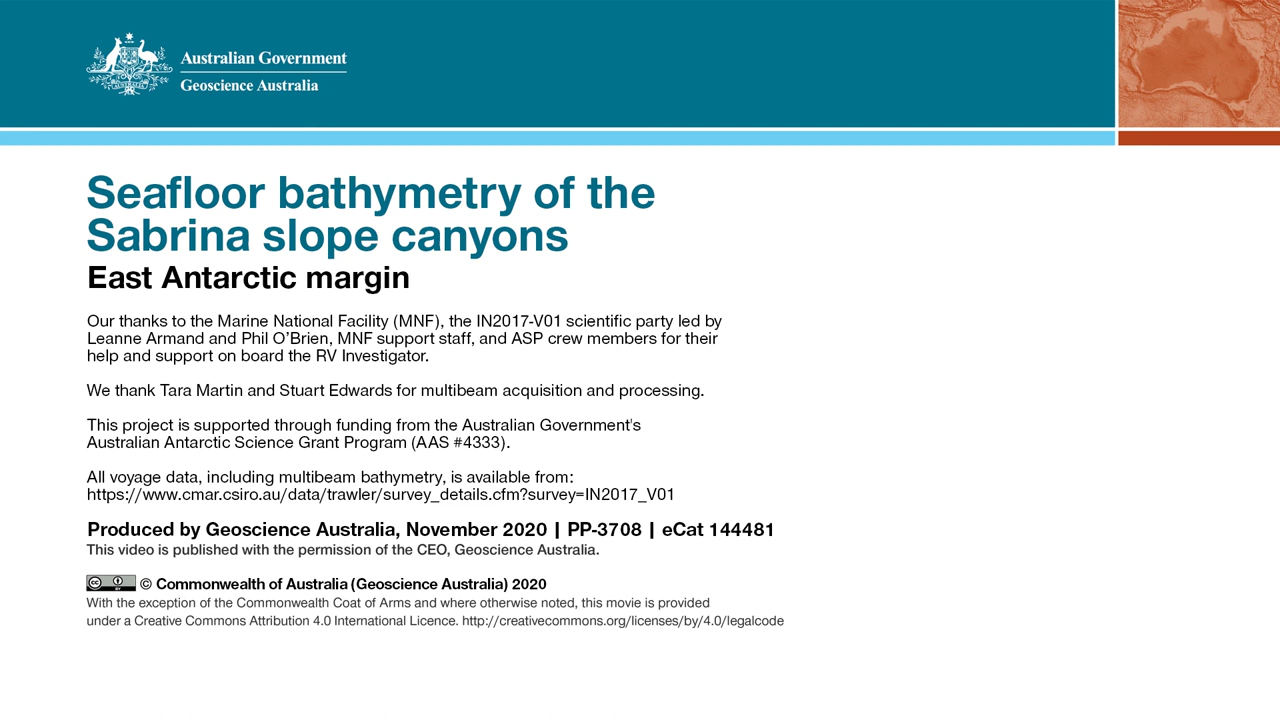 Australian Government
Geoscience Australia
Seafloor bathymetry of the
Sabrina slope canyons
East Antarctic margin
Our thanks to the Marine National Facility (MNF), the IN2017-V01 scientific party led by
Leanne Armand and Phil O’Brien, MNF support staff, and ASP crew members for their
help and support on board the RV Investigator.
We thank Tara Martin and Stuart Edwards for multibeam acquisition and processing.
This project is supported through funding from the Australian Government's
Australian Antarctic Science Grant Program (AAS #4333).
All voyage data, including multibeam bathymetry, is available from:
https://www.cmar.csiro.au/data/trawler/survey_details.cfm?survey=IN2017_V01
Produced by Geoscience Australia, November 2020 | PP-3708 | eCat 144481
This video is published with the permission of the CEO, Geoscience Australia.
cc BY © Commonwealth of Australia (Geoscience Australia) 2020
With the exception of the Commonwealth Coat of Arms and where otherwise noted, this movie is provided
under a Creative Commons Attribution 4.0 International Licence. http://creativecommons.org/licenses/by/4.0/legalcode